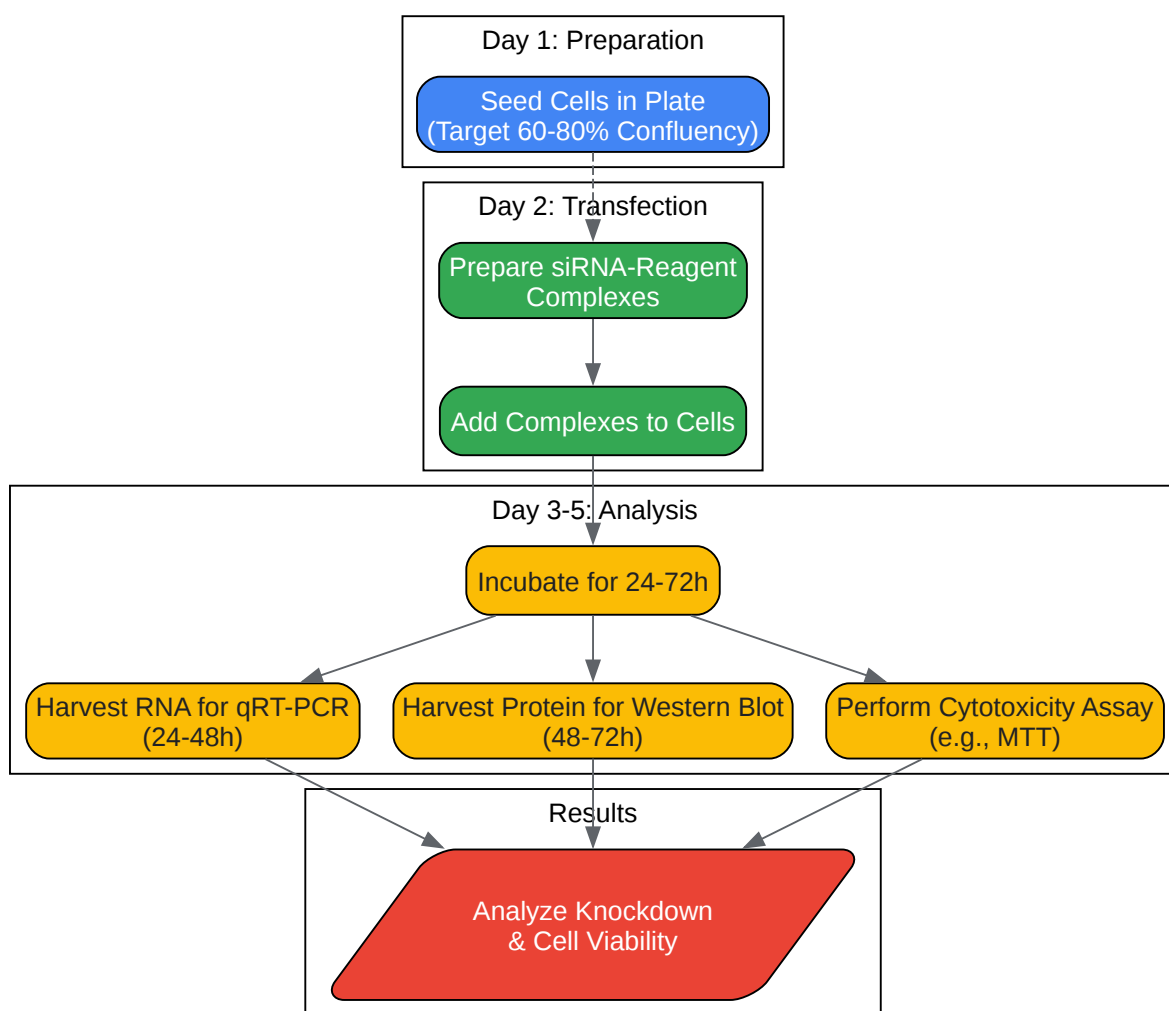 Day 1: Preparation
Seed Cells in Plate
(Target 60-80% Confluency)
Day 2: Transfection
Prepare siRNA-Reagent
Complexes
Add Complexes to Cells
Day 3-5: Analysis
Incubate for 24-72h
Harvest RNA for qRT-PCR
(24-48h)
Harvest Protein for Western Blot
(48-72h)
Perform Cytotoxicity Assay
(e.g., MTT)
Results
Analyze Knockdown
& Cell Viability